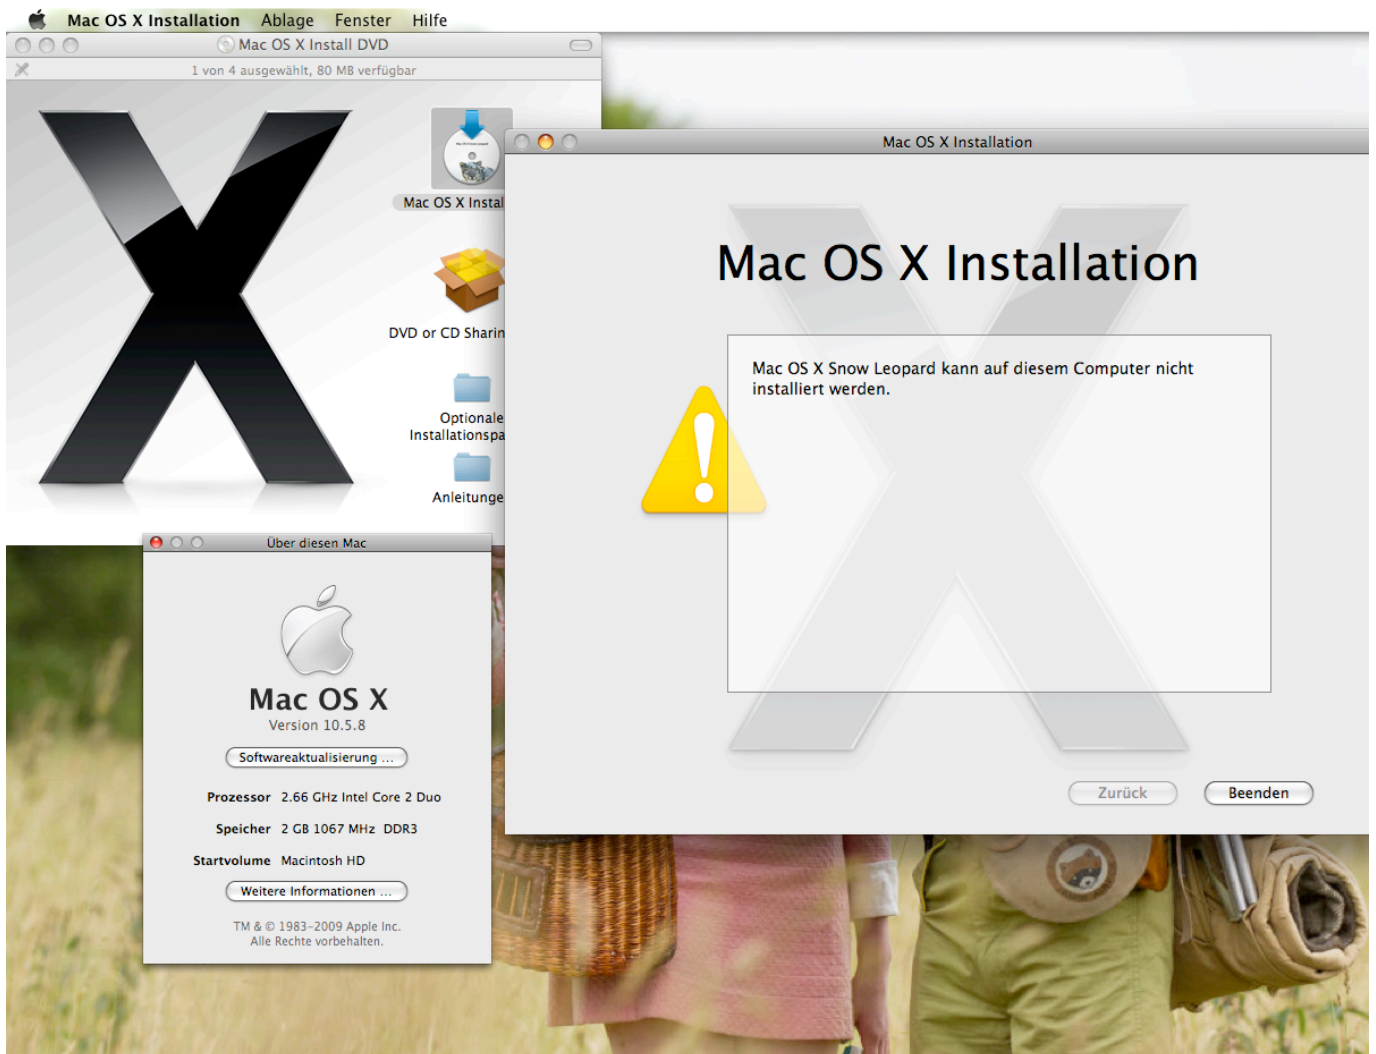 Mac OS X Installation Ablage Fenster Hilfe
Mac OS X Install DVD
1 von 4 ausgewählt, 80 MB verfügbar
Mac OS X Instal
DVD or CD Sharin
Optionale
Installationspa
Anleitunge
Mac OS X Installation
Mac OS X Installation
Mac OS X Snow Leopard kann auf diesem Computer nicht
installiert werden.
Zurück
Beenden
Über diesen Mac
Mac OS X
Version 10.5.8
Softwareaktualisierung ...
Prozessor 2.66 GHz Intel Core 2 Duo
Speicher 2 GB 1067 MHz DDR3
Startvolume Macintosh HD
Weitere Informationen ...
TM & © 1983-2009 Apple Inc.
Alle Rechte vorbehalten.